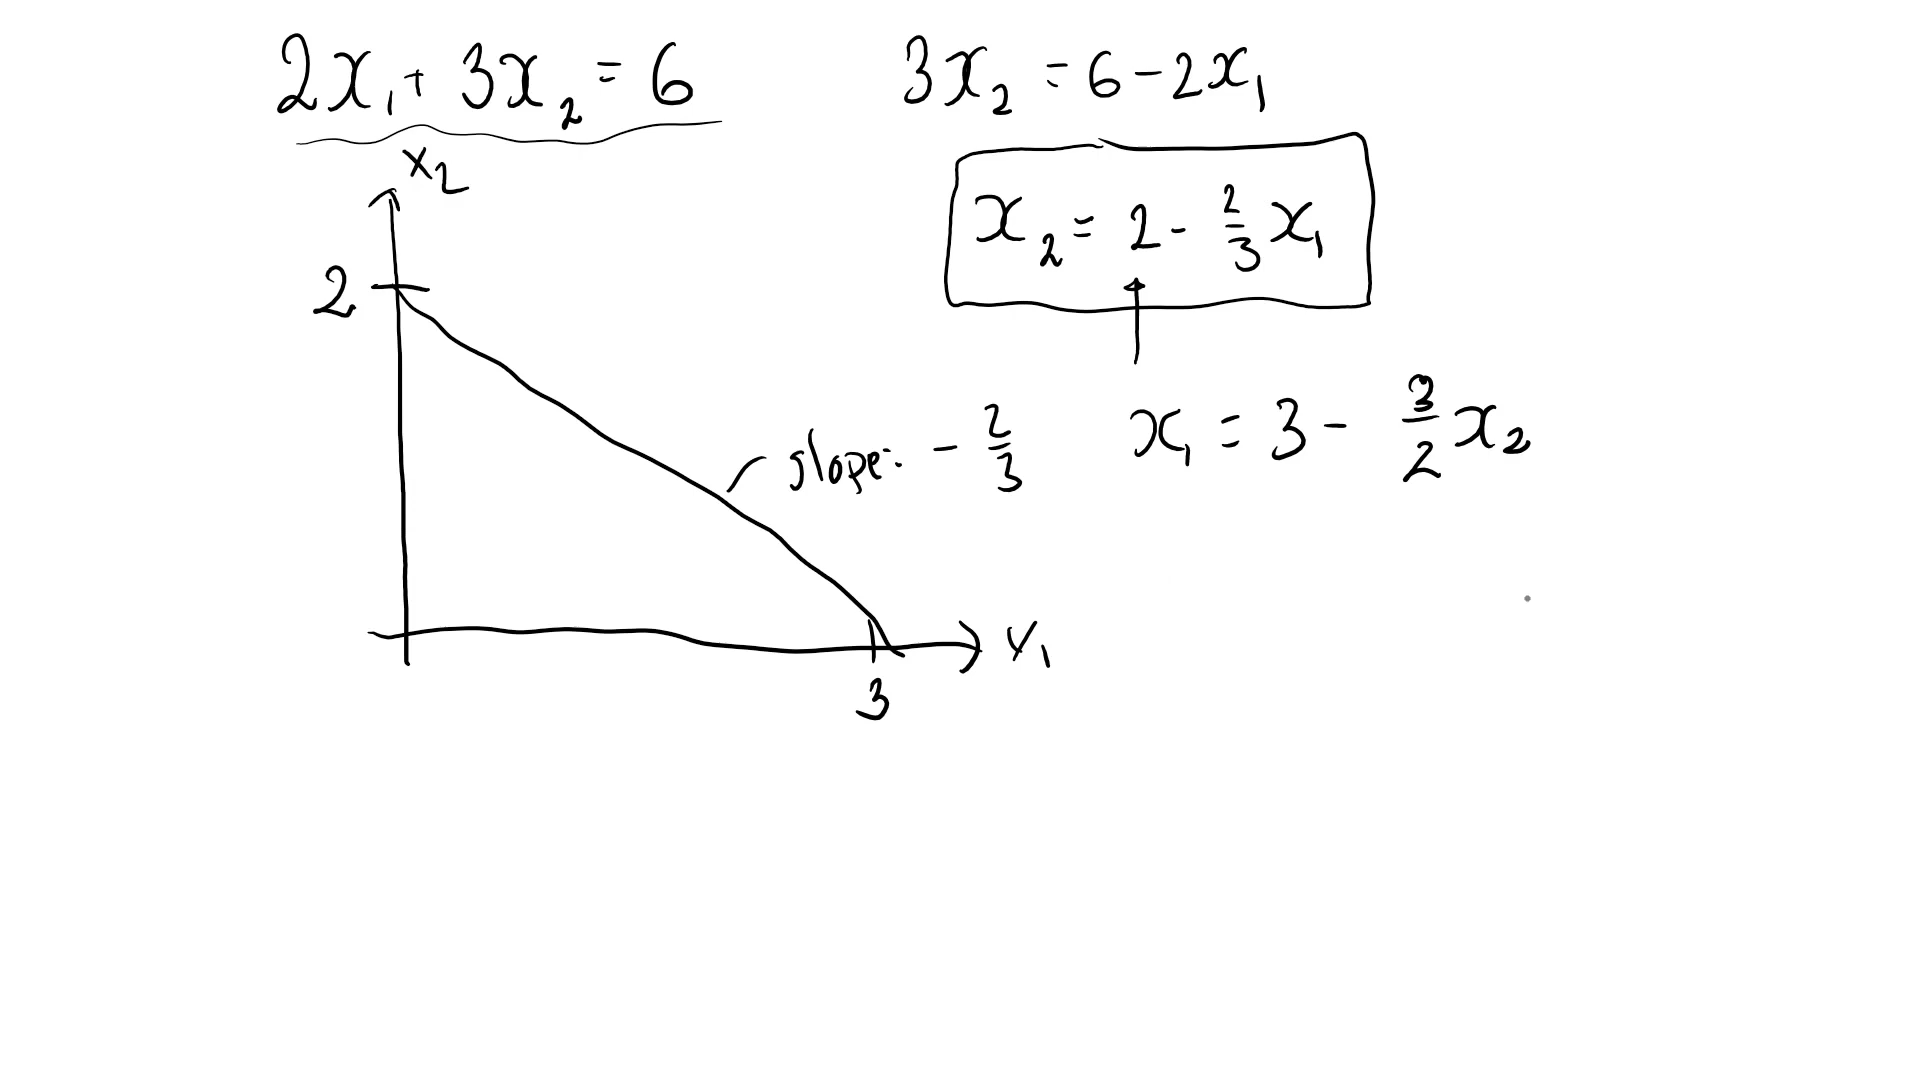 2x₁ + 3x₂ = 6
3x₂ = 6 - 2x₁
x₂
x₂ = 2 - 2/3 x₁
2
slope: - 2/3
x₁ = 3 - 3/2 x₂
x₁
3